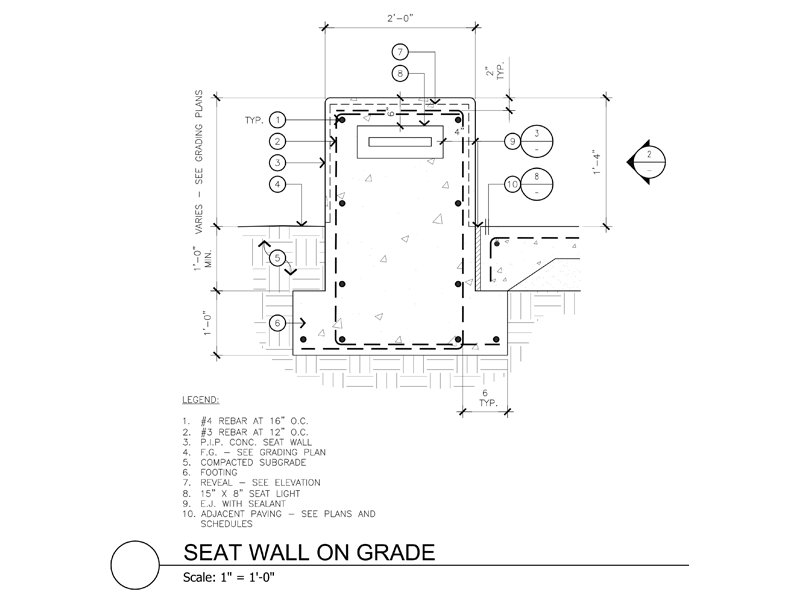 2'-0"
7
8
2"
TYP.
VARIES - SEE GRADING PLANS
TYP.
1
6"
2
4"
9
3
-
3
1'-4"
2
-
4
10
8
-
1'-0"
MIN.
5
1'-0"
6
6
TYP.
LEGEND:
1. #4 REBAR AT 16" O.C.
2. #3 REBAR AT 12" O.C.
3. P.I.P. CONC. SEAT WALL
4. F.G. - SEE GRADING PLAN
5. COMPACTED SUBGRADE
6. FOOTING
7. REVEAL - SEE ELEVATION
8. 15" X 8" SEAT LIGHT
9. E.J. WITH SEALANT
10. ADJACENT PAVING - SEE PLANS AND
SCHEDULES
SEAT WALL ON GRADE
Scale: 1" = 1'-0"